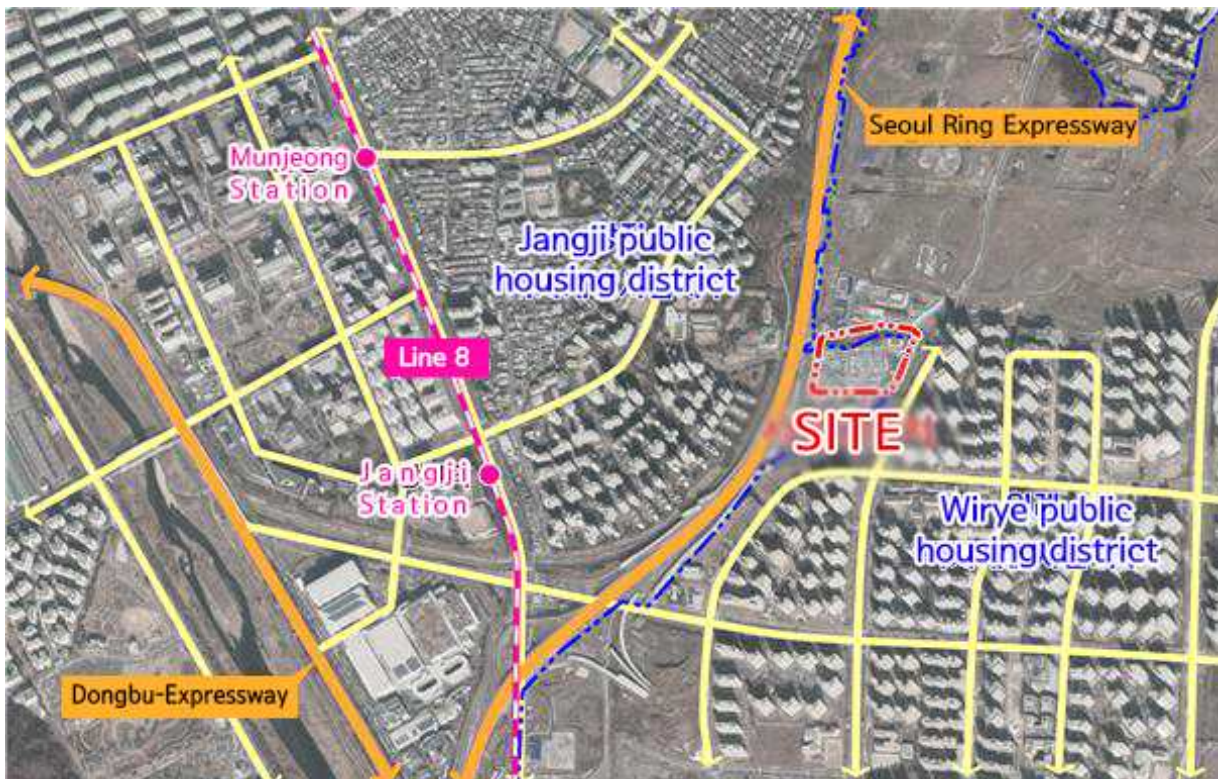 Seoul Ring Expressway
Munjeong
Station
Jangji public
housing district
Line 8
SITE
Jangji
Station
Wirye public
housing district
Dongbu-Expressway